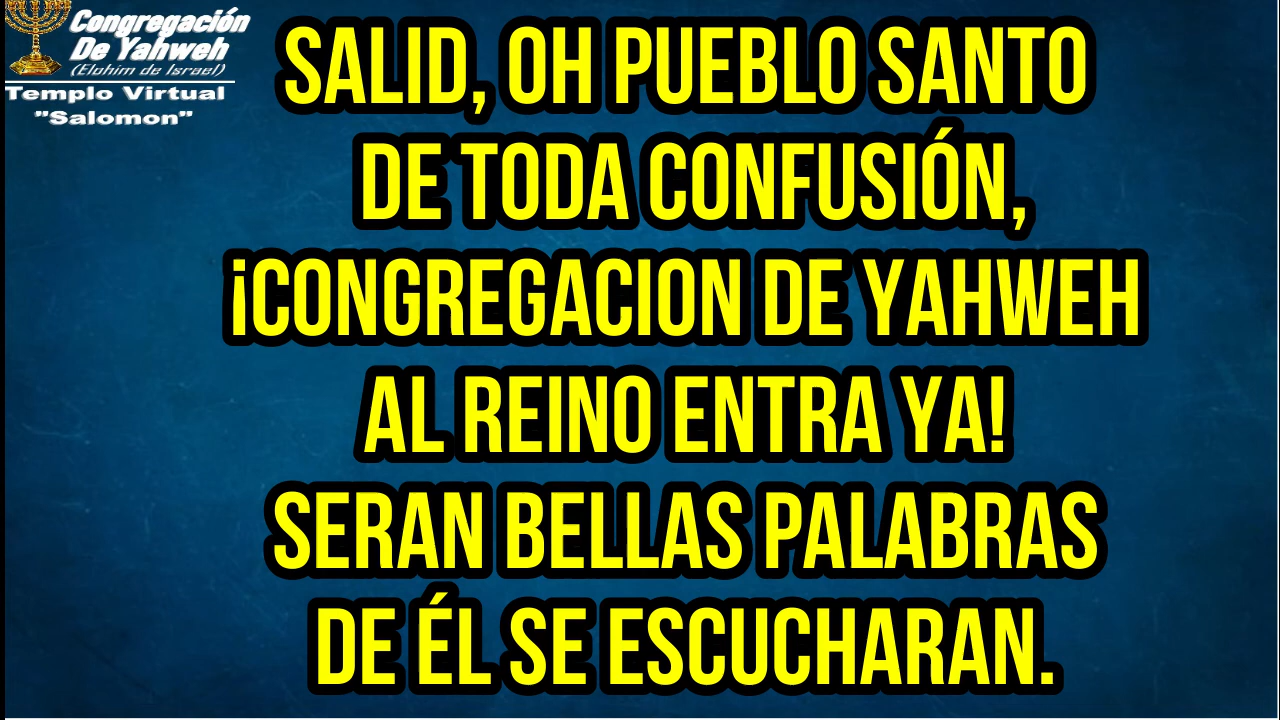 Congregación
De Yahweh
(Elohim de Israel)
Templo Virtual
"Salomon"
SALID, OH PUEBLO SANTO
DE TODA CONFUSIÓN,
¡CONGREGACION DE YAHWEH
AL REINO ENTRA YA!
SERAN BELLAS PALABRAS
DE ÉL SE ESCUCHARAN.